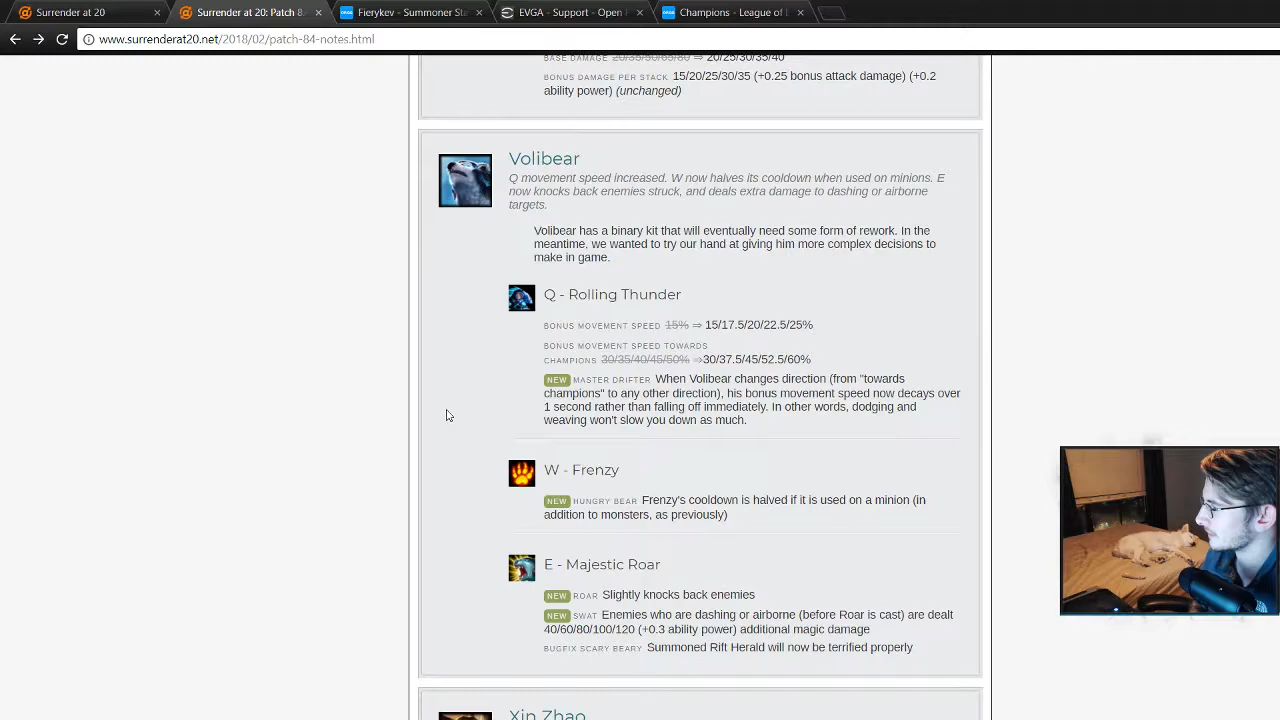 Surrender at 20
Surrender at 20: Patch 8.
Fierykev - Summoner St
EVGA - Support - Open
Champions - League of
www.surrenderat20.net/2018/02/patch-84-notes.html
BASE DAMAGE 20/35/50/65/80 ⇒ 20/25/30/35/40
BONUS DAMAGE PER STACK 15/20/25/30/35 (+0.25 bonus attack damage) (+0.2
ability power) (unchanged)
Volibear
Q movement speed increased. W now halves its cooldown when used on minions. E
now knocks back enemies struck, and deals extra damage to dashing or airborne
targets.
Volibear has a binary kit that will eventually need some form of rework. In the
meantime, we wanted to try our hand at giving him more complex decisions to
make in game.
Q - Rolling Thunder
BONUS MOVEMENT SPEED 15% ⇒ 15/17.5/20/22.5/25%
BONUS MOVEMENT SPEED TOWARDS
CHAMPIONS 30/35/40/45/50% ⇒30/37.5/45/52.5/60%
NEW MASTER DRIFTER When Volibear changes direction (from "towards
champions" to any other direction), his bonus movement speed now decays over
1 second rather than falling off immediately. In other words, dodging and
weaving won't slow you down as much.
W - Frenzy
NEW HUNGRY BEAR Frenzy's cooldown is halved if it is used on a minion (in
addition to monsters, as previously)
E - Majestic Roar
NEW ROAR Slightly knocks back enemies
NEW SWAT Enemies who are dashing or airborne (before Roar is cast) are dealt
40/60/80/100/120 (+0.3 ability power) additional magic damage
BUGFIX SCARY BEARY Summoned Rift Herald will now be terrified properly
Xin Zhao